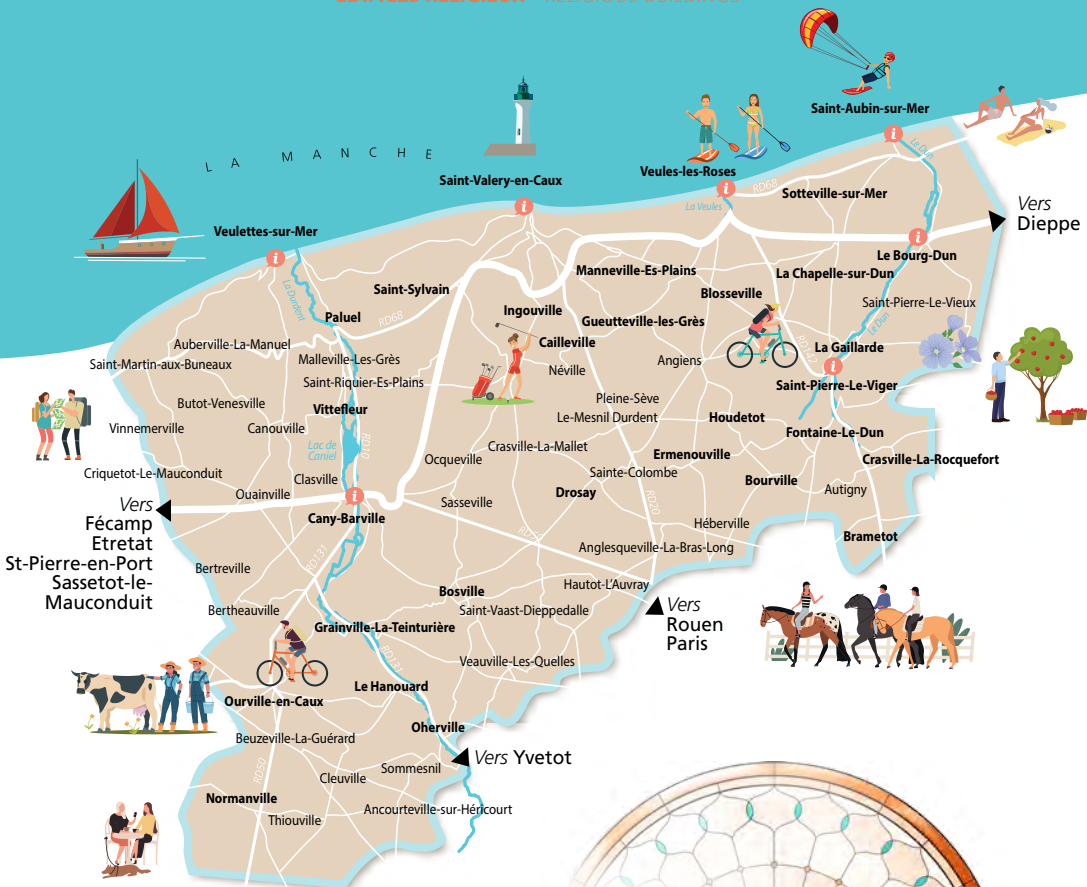 LA MANCHE
Saint-Aubin-sur-Mer
Le Dun
Veules-les-Roses
RD68
Saint-Valery-en-Caux
Sotteville-sur-Mer
La Veules
Vers
Dieppe
Veulettes-sur-Mer
Le Bourg-Dun
Manneville-Es-Plains
La Chapelle-sur-Dun
La Durdent
Saint-Sylvain
Blosseville
Saint-Pierre-Le-Vieux
Paluel
RD68
Ingouville
Gueutteville-les-Grès
Le Dun
Auberville-La-Manuel
Cailleville
RD142
La Gaillarde
Saint-Martin-aux-Buneaux
Malleville-Les-Grès
Néville
Angiens
Saint-Riquier-Es-Plains
Saint-Pierre-Le-Viger
Butot-Venesville
Vittefleur
Pleine-Sève
Le-Mesnil Durdent
Houdetot
Vinnemerville
Canouville
Fontaine-Le-Dun
Lac de
Caniel
RD10
Crasville-La-Mallet
Ermenouville
Ocqueville
Crasville-La-Rocquefort
Criquetot-Le-Mauconduit
Clasville
Sainte-Colombe
Bourville
Ouainville
Drosay
Autigny
Vers
Fécamp
Etretat
St-Pierre-en-Port
Sassetot-le-
Mauconduit
Sasseville
RD20
Cany-Barville
Héberville
Brametot
Anglesqueville-La-Bras-Long
RD131
Bertreville
Hautot-L'Auvray
Bosville
Bertheauville
Saint-Vaast-Dieppedalle
Vers
Rouen
Paris
Grainville-La-Teinturière
RD131
Veauville-Les-Quelles
Le Hanouard
Ourville-en-Caux
Oherville
Beuzeville-La-Guérard
Vers Yvetot
RD50
Sommesnil
Cleuville
Normanville
Ancourteville-sur-Héricourt
Thiouville